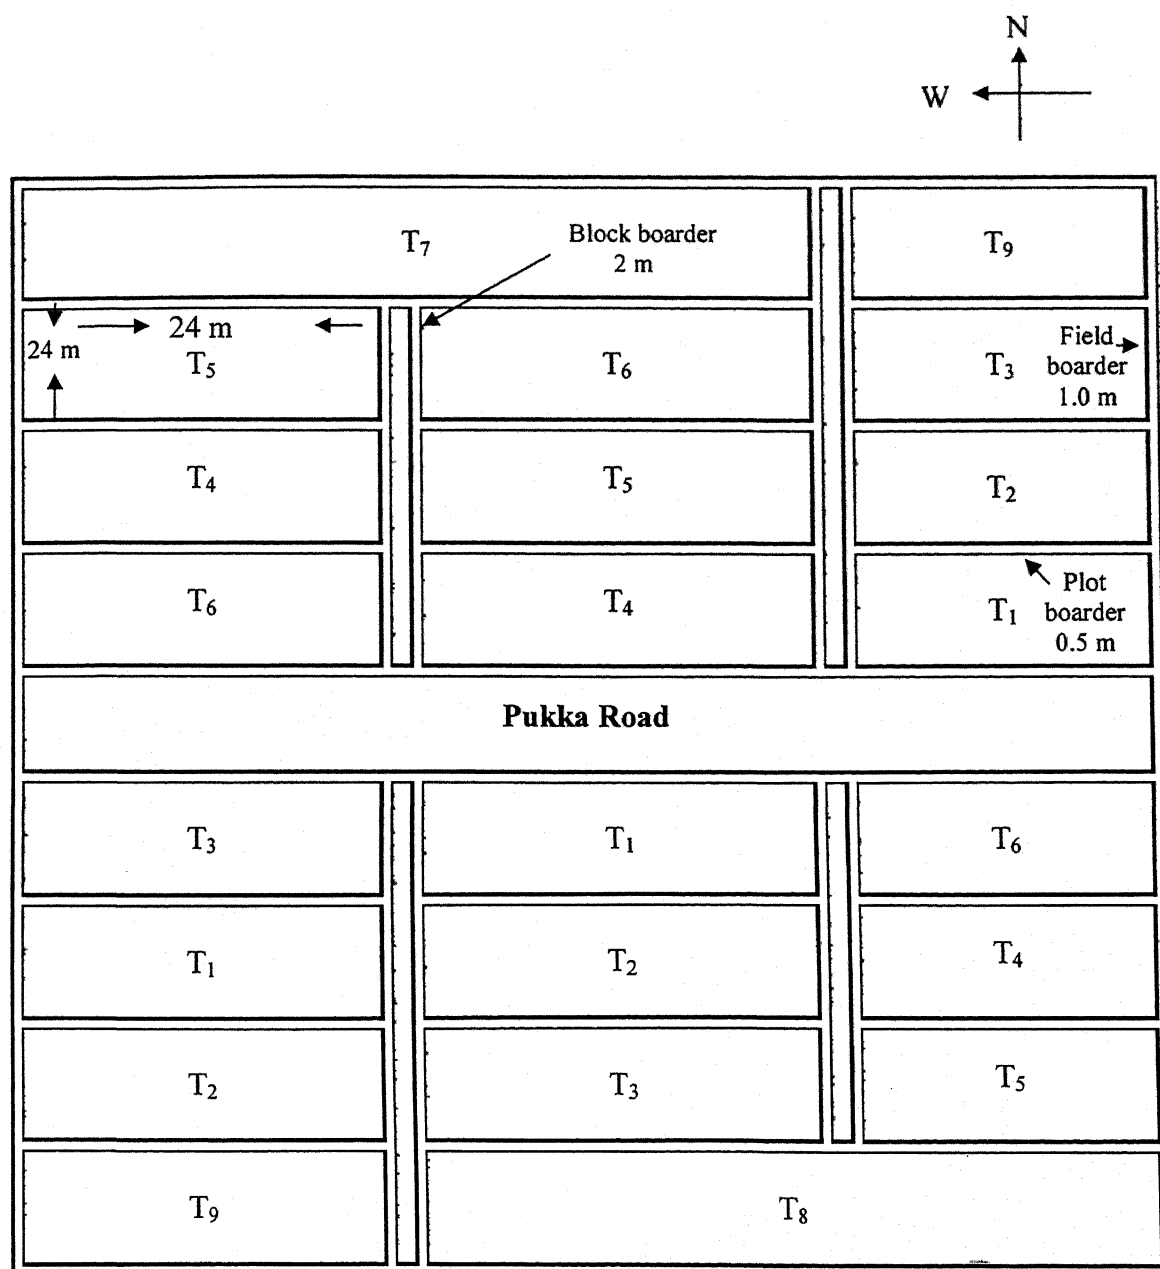 N
W
T₇
Block boarder
2 m
T₉
24 m
24 m
T₅
T₆
T₃
Field
boarder
1.0 m
T₄
T₅
T₂
T₆
T₄
T₁
Plot
boarder
0.5 m
Pukka Road
T₃
T₁
T₆
T₁
T₂
T₄
T₂
T₃
T₅
T₉
T₈